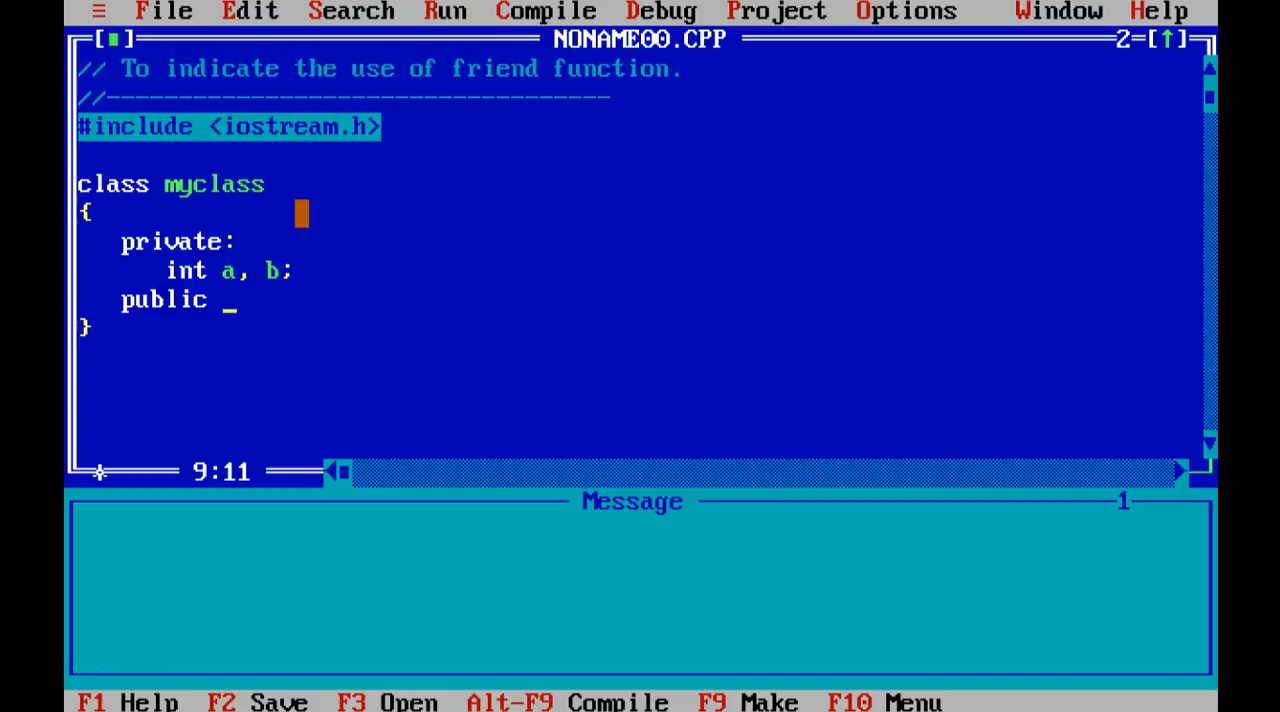 ≡ File Edit Search Run Compile Debug Project Options Window Help
[■] NONAME00.CPP 2=[↑]
// To indicate the use of friend function.
//-----------------------------------
#include <iostream.h>
class myclass
{
private:
int a, b;
public _
}
9:11
Message 1
F1 Help F2 Save F3 Open Alt-F9 Compile F9 Make F10 Menu